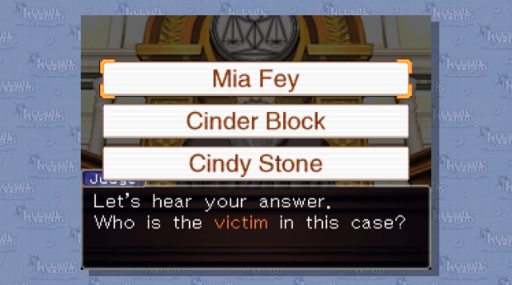 Mia Fey
Cinder Block
Cindy Stone
Judge
Let's hear your answer.
Who is the victim in this case?